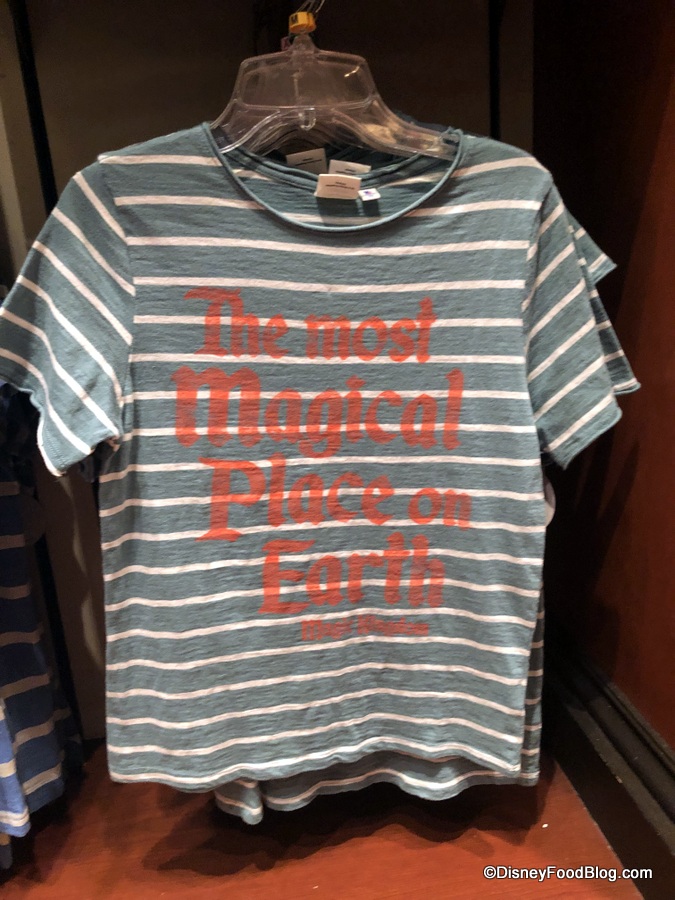 The most
Magical
Place on
Earth
©DisneyFoodBlog.com